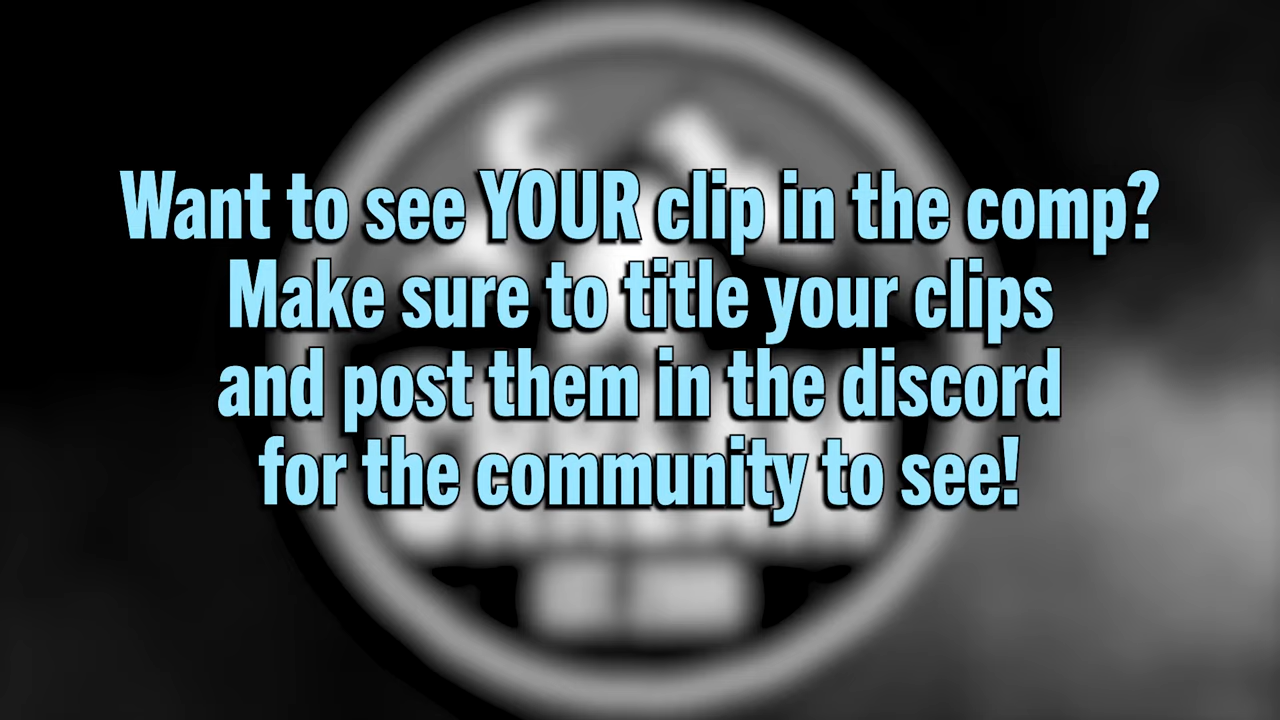 Want to see YOUR clip in the comp?
Make sure to title your clips
and post them in the discord
for the community to see!